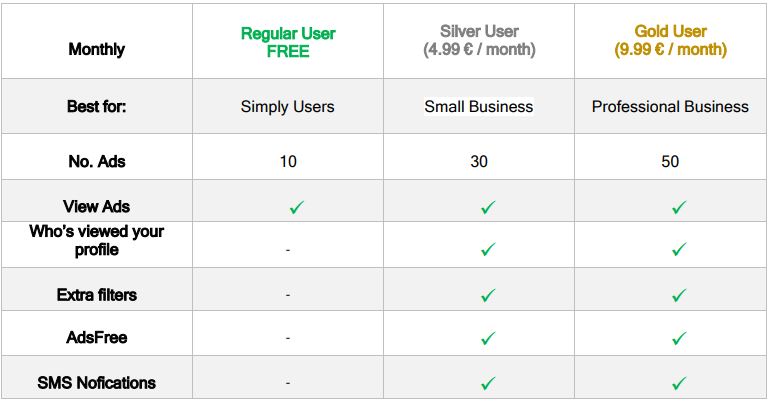 Monthly
Regular User
FREE
Silver User
(4.99 € / month)
Gold User
(9.99 € / month)
Best for:
Simply Users
Small Business
Professional Business
No. Ads
10
30
50
View Ads
✓
✓
✓
Who's viewed your
profile
-
✓
✓
Extra filters
-
✓
✓
AdsFree
-
✓
✓
SMS Nofications
-
✓
✓